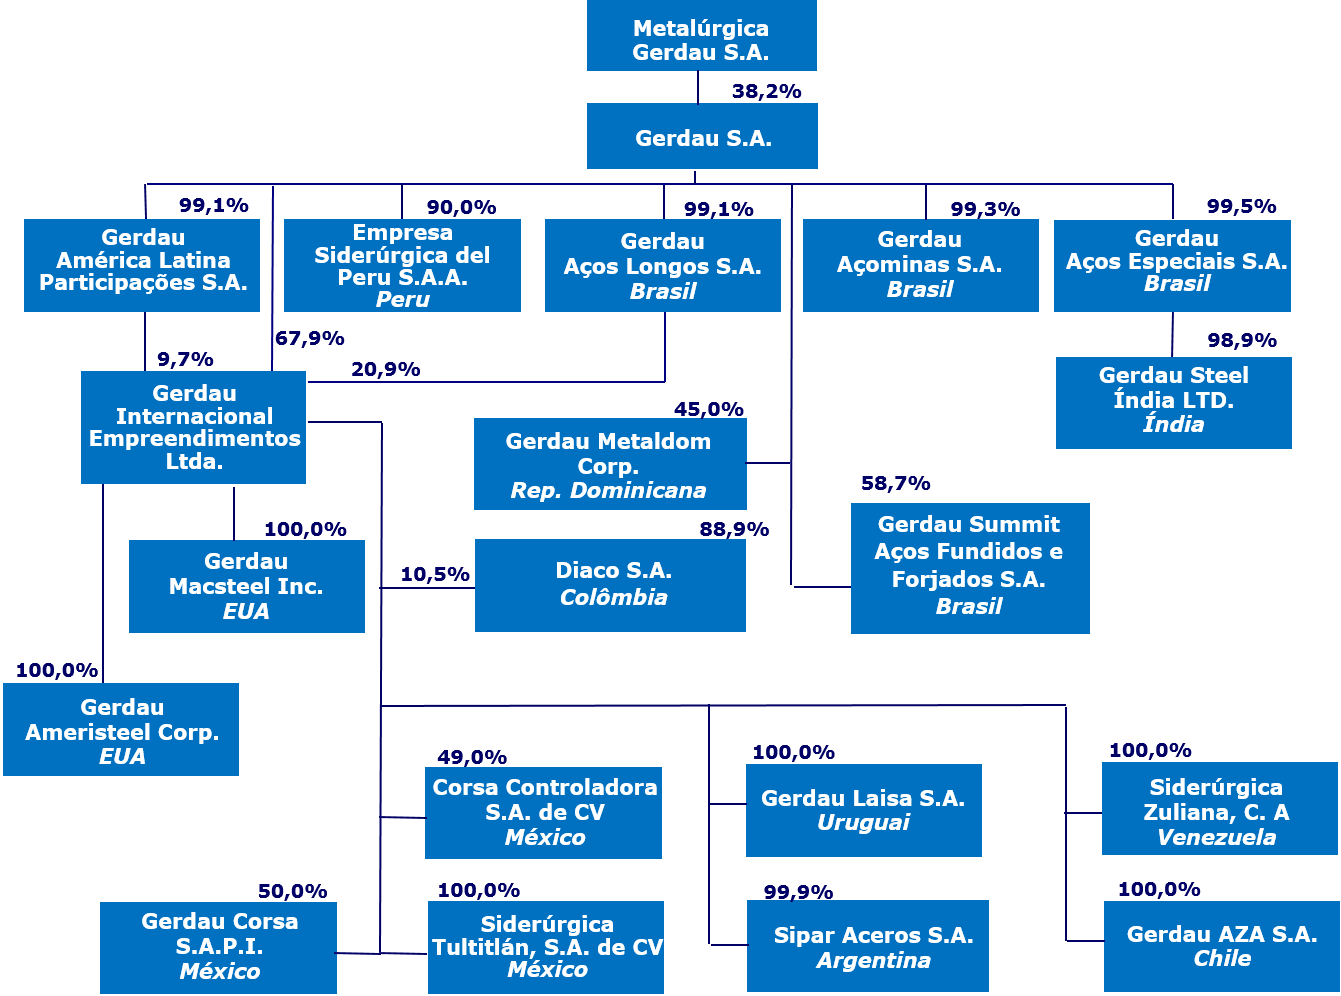 Metalúrgica
Gerdau S.A.
38,2%
Gerdau S.A.
99,1%
Gerdau
América Latina
Participações S.A.
90,0%
Empresa
Siderúrgica del
Peru S.A.A.
Peru
99,1%
Gerdau
Aços Longos S.A.
Brasil
99,3%
Gerdau
Açominas S.A.
Brasil
99,5%
Gerdau
Aços Especiais S.A.
Brasil
67,9%
9,7%
20,9%
98,9%
Gerdau
Internacional
Empreendimentos
Ltda.
Gerdau Steel
Índia LTD.
Índia
45,0%
Gerdau Metaldom
Corp.
Rep. Dominicana
58,7%
Gerdau Summit
Aços Fundidos e
Forjados S.A.
Brasil
100,0%
Gerdau
Macsteel Inc.
EUA
10,5%
88,9%
Diaco S.A.
Colômbia
100,0%
Gerdau
Ameristeel Corp.
EUA
49,0%
Corsa Controladora
S.A. de CV
México
100,0%
Gerdau Laisa S.A.
Uruguai
100,0%
Siderúrgica
Zuliana, C. A
Venezuela
50,0%
Gerdau Corsa
S.A.P.I.
México
100,0%
Siderúrgica
Tultitlán, S.A. de CV
México
99,9%
Sipar Aceros S.A.
Argentina
100,0%
Gerdau AZA S.A.
Chile